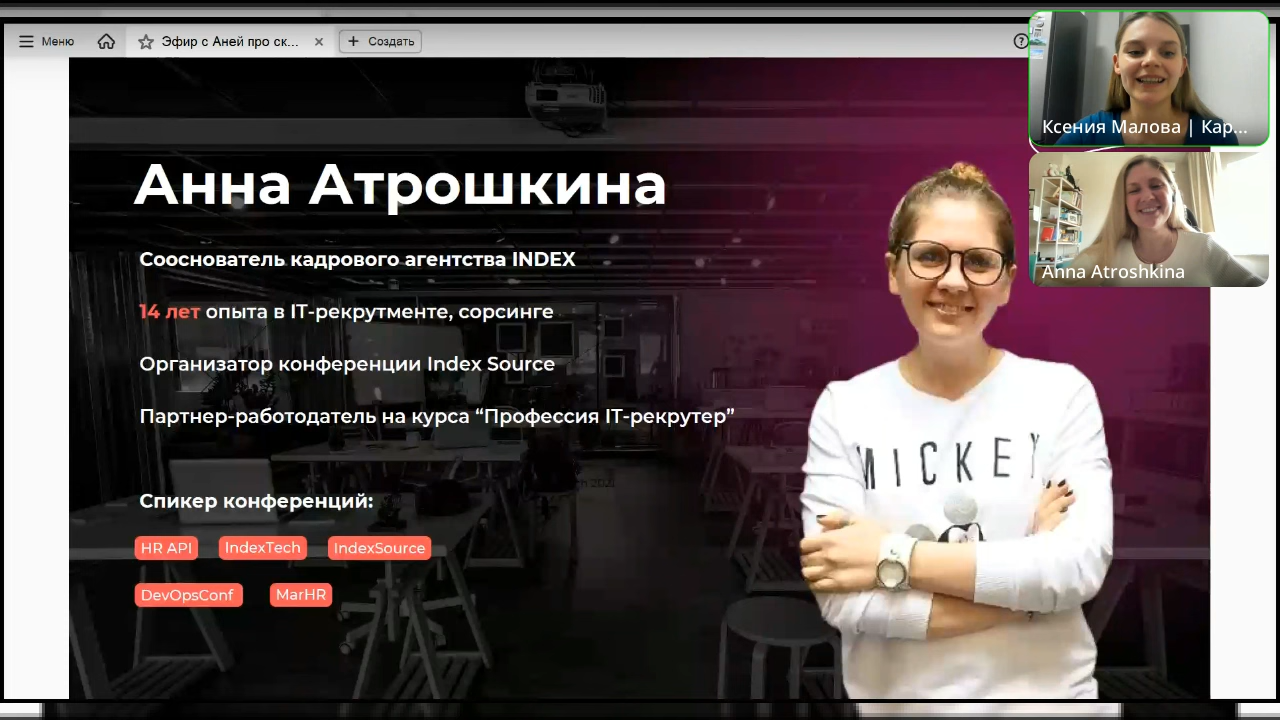 Меню
Эфир с Аней про ск...
Создать
Ксения Малова | Кар...
Anna Atroshkina
Анна Атрошкина
Сооснователь кадрового агентства INDEX
14 лет опыта в IT-рекрутменте, сорсинге
Организатор конференции Index Source
Партнер-работодатель на курса “Профессия IT-рекрутер”
Спикер конференций:
HR API
IndexTech
IndexSource
DevOpsConf
MarHR
MICKEY